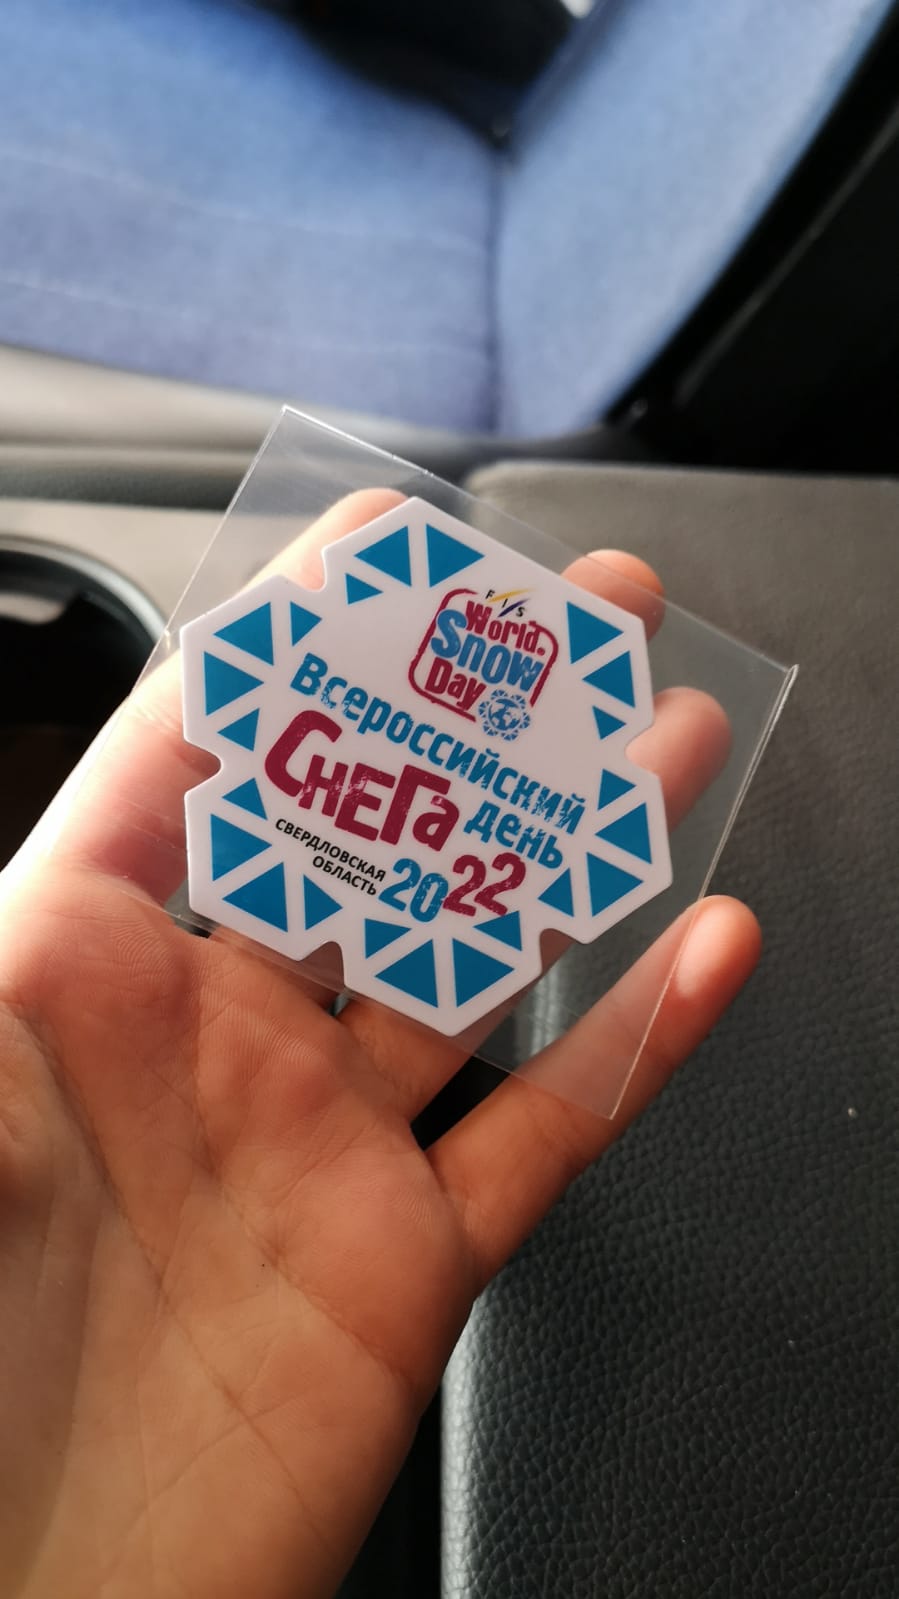 FIS
World
Snow
Day
Всероссийский
СНЕГа день
СВЕРДЛОВСКАЯ
ОБЛАСТЬ
2022